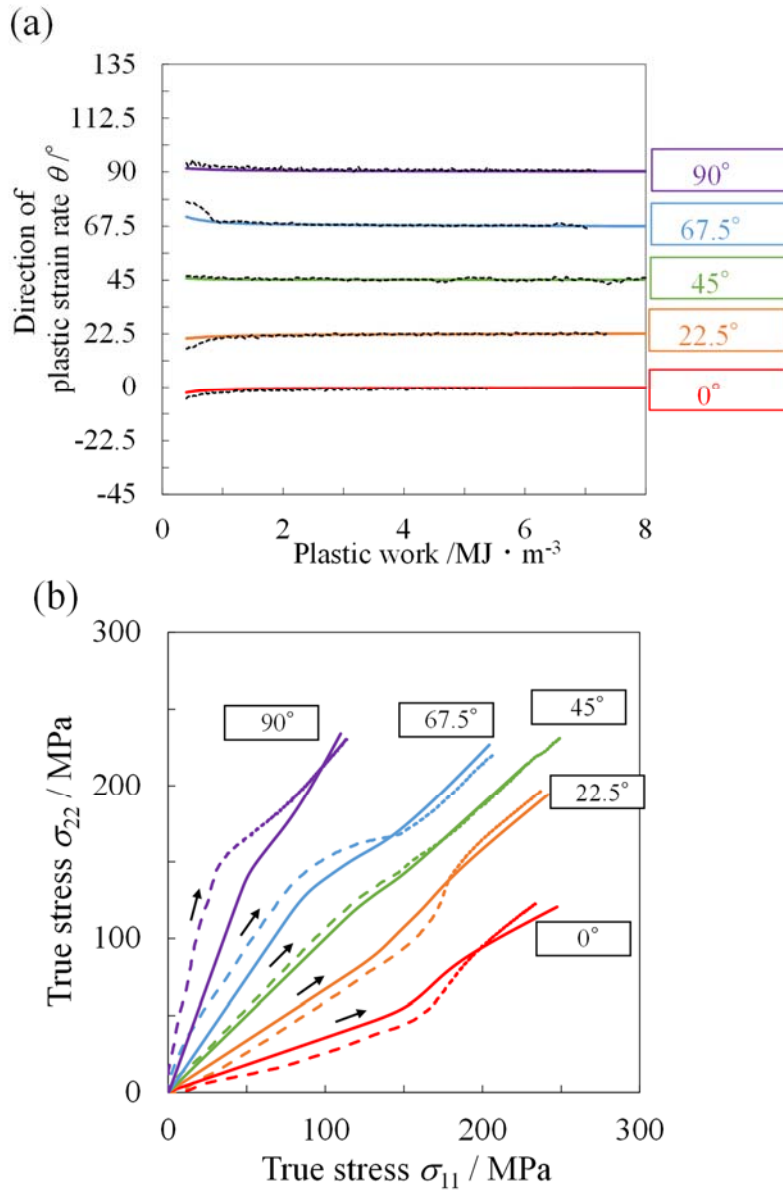 (a)
135
112.5
90
67.5
45
22.5
0
-22.5
-45
Direction of
plastic strain rate θ /°
0 2 4 6 8
Plastic work /MJ・m⁻³
90°
67.5°
45°
22.5°
0°
(b)
300
200
100
0
True stress σ₂₂ / MPa
90°
67.5°
45°
22.5°
0°
0 100 200 300
True stress σ₁₁ / MPa